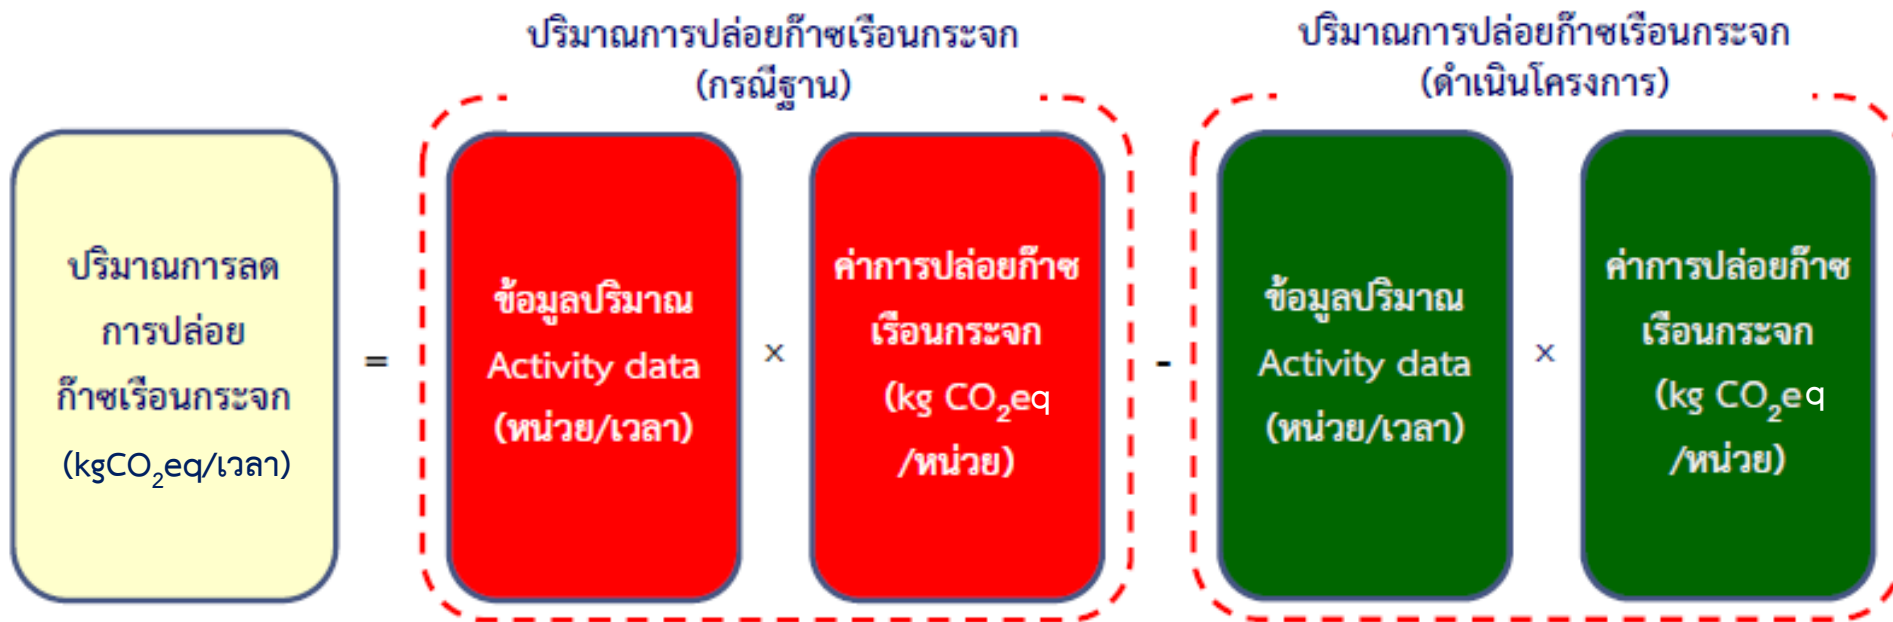 ปริมาณการปล่อยก๊าซเรือนกระจก
(กรณีฐาน)
ปริมาณการปล่อยก๊าซเรือนกระจก
(ดำเนินโครงการ)
ปริมาณการลด
การปล่อย
ก๊าซเรือนกระจก
(kgCO₂eq/เวลา)
=
ข้อมูลปริมาณ
Activity data
(หน่วย/เวลา)
×
ค่าการปล่อยก๊าซ
เรือนกระจก
(kg CO₂eq
/หน่วย)
-
ข้อมูลปริมาณ
Activity data
(หน่วย/เวลา)
×
ค่าการปล่อยก๊าซ
เรือนกระจก
(kg CO₂eq
/หน่วย)